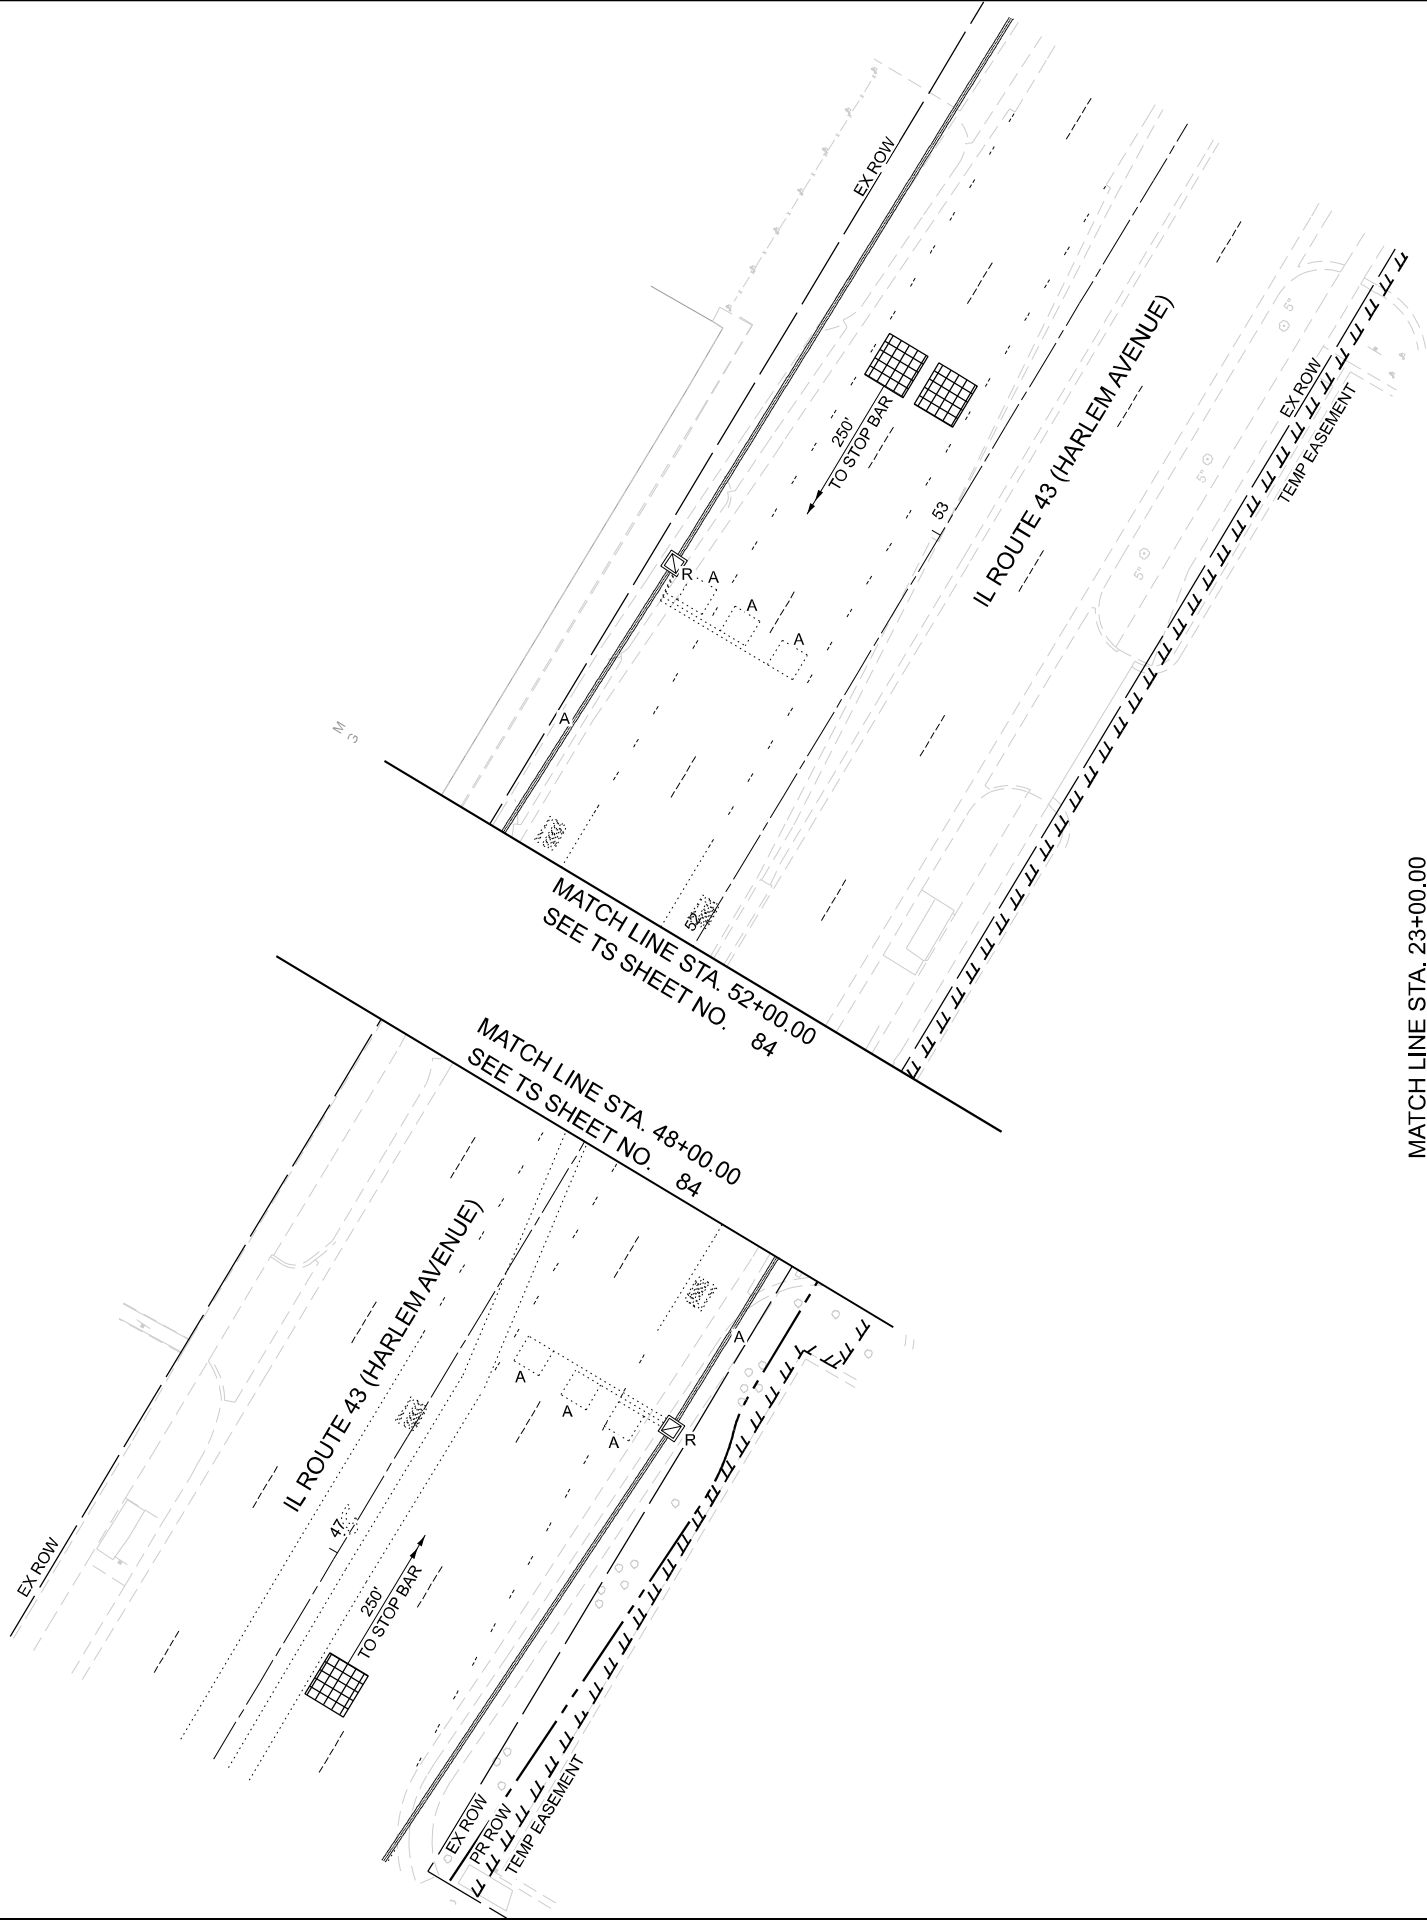 EX ROW
IL ROUTE 43 (HARLEM AVENUE)
250'
TO STOP BAR
5"
5"
5"
EX ROW
TEMP EASEMENT
53
R
A
A
A
A
52
MATCH LINE STA. 52+00.00
SEE TS SHEET NO. 84
MATCH LINE STA. 23+00.00
MATCH LINE STA. 48+00.00
SEE TS SHEET NO. 84
IL ROUTE 43 (HARLEM AVENUE)
A
A
A
A
R
47
EX ROW
250'
TO STOP BAR
EX ROW
PR ROW
TEMP EASEMENT